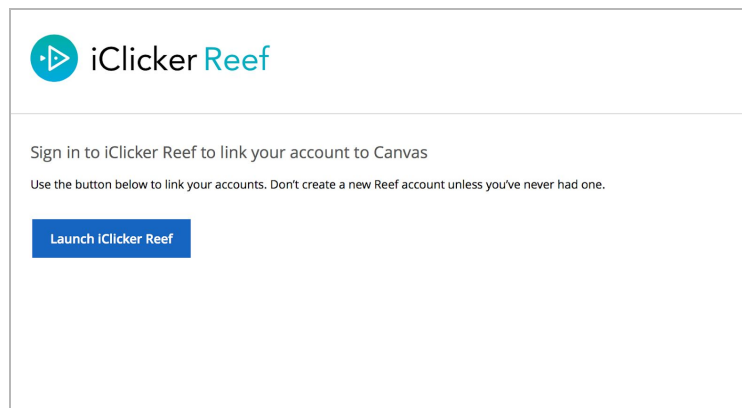 iClicker Reef
Sign in to iClicker Reef to link your account to Canvas
Use the button below to link your accounts. Don’t create a new Reef account unless you’ve never had one.
Launch iClicker Reef